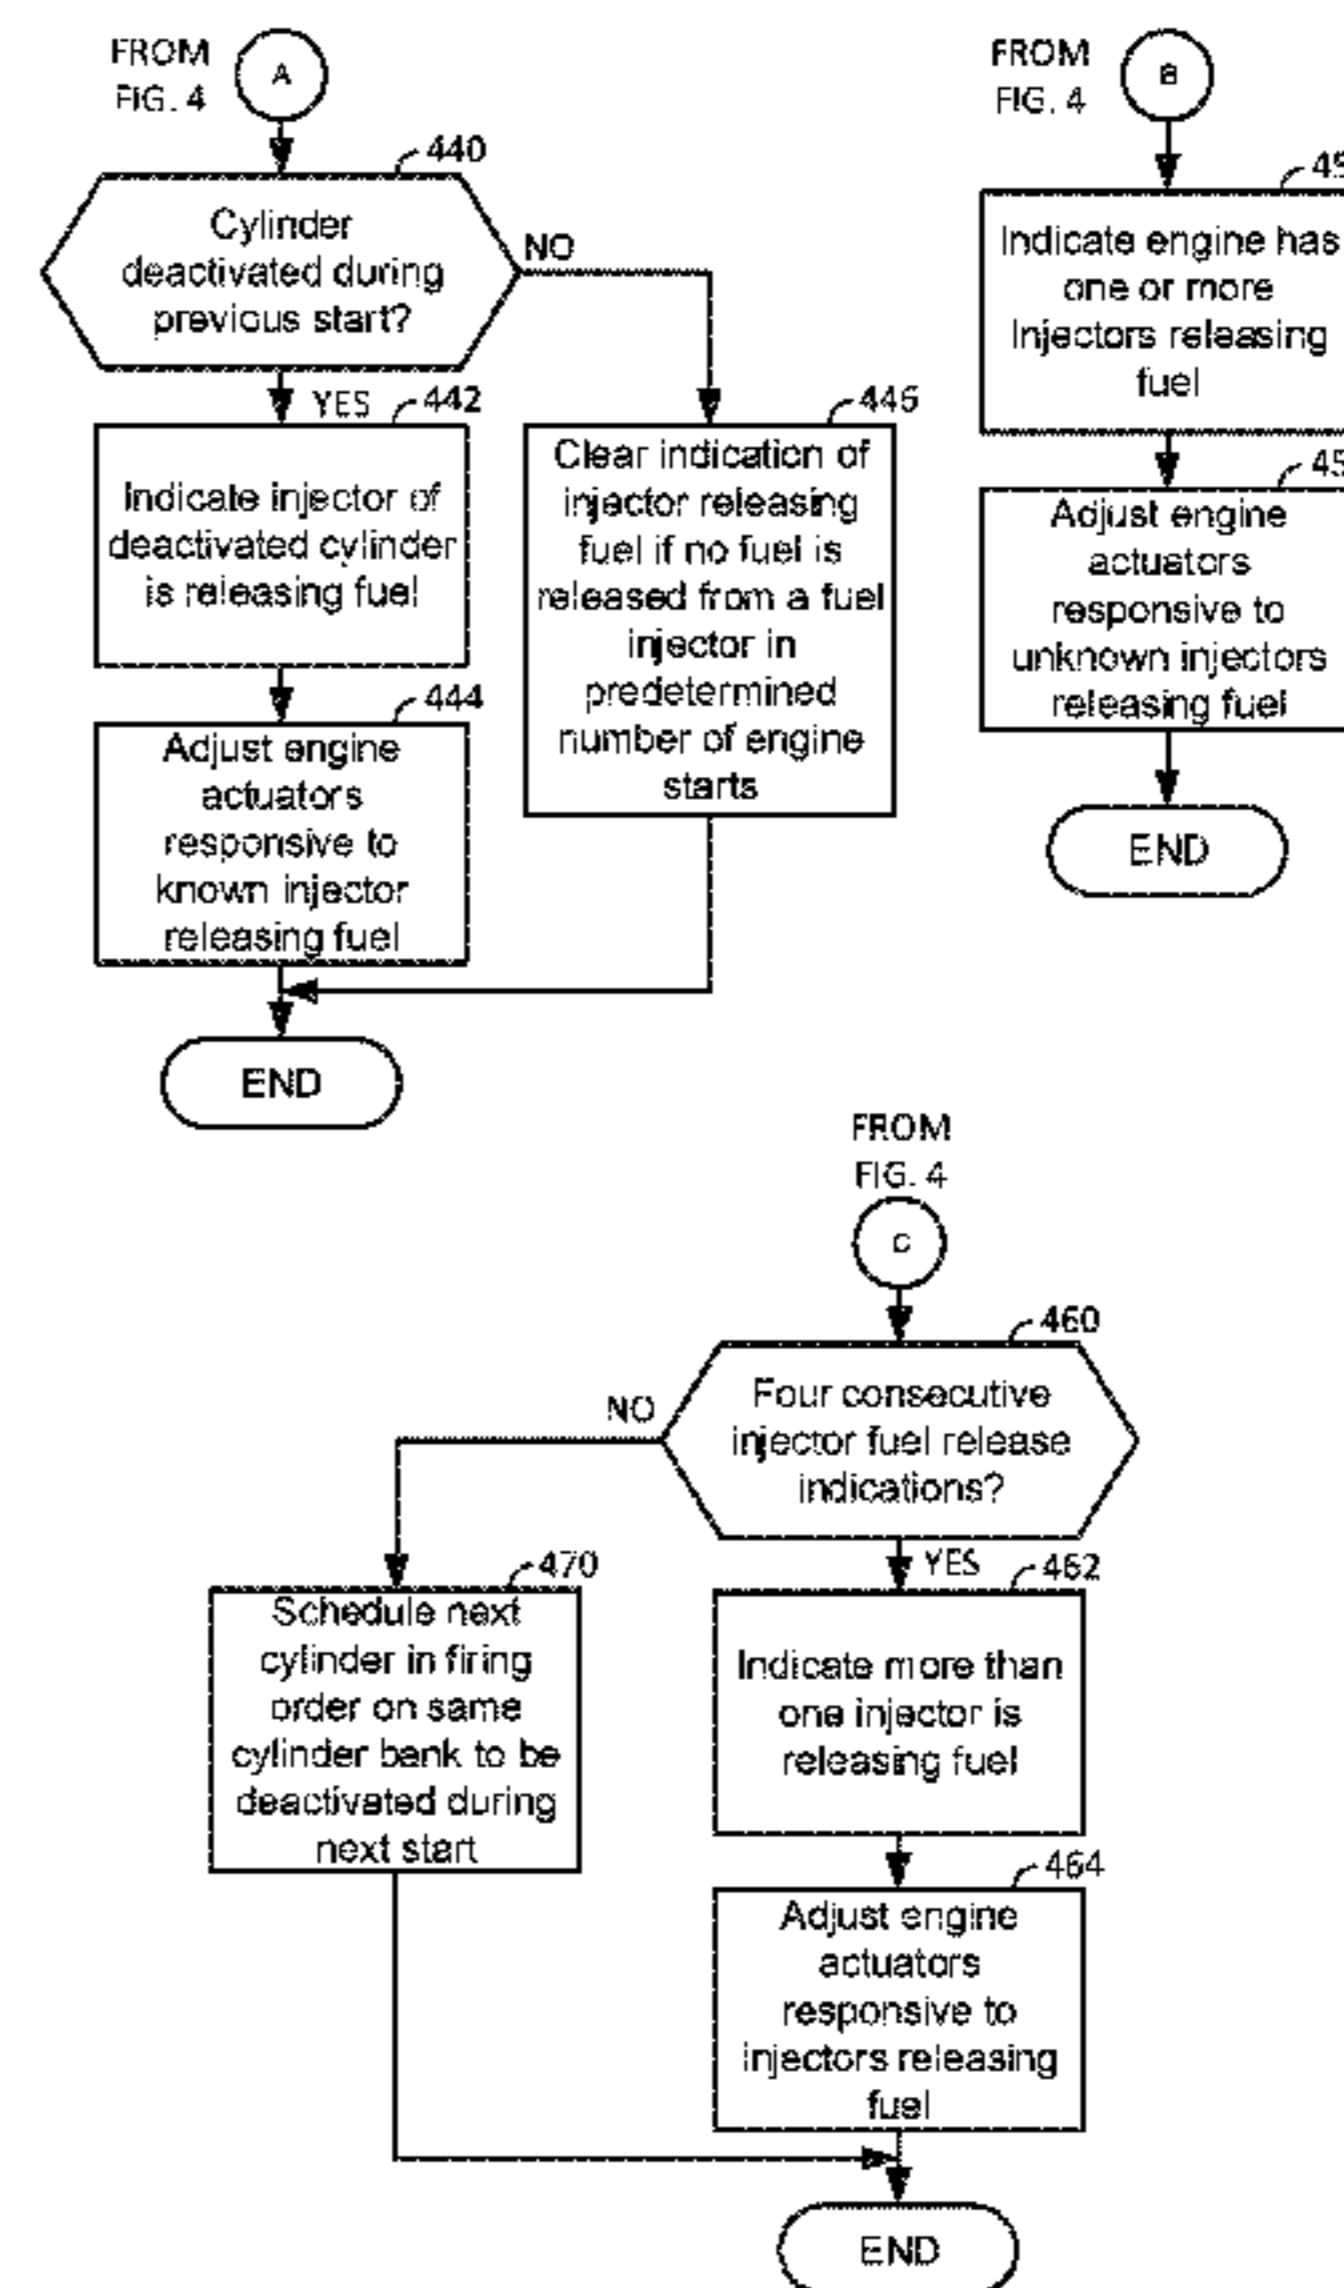 FROM
FIG. 4
A
440
Cylinder
deactivated during
previous start?
NO
YES
442
Indicate injector of
deactivated cylinder
is releasing fuel
444
Adjust engine
actuators
responsive to
known injector
releasing fuel
446
Clear indication of
injector releasing
fuel if no fuel is
released from a fuel
injector in
predetermined
number of engine
starts
END
FROM
FIG. 4
B
Indicate engine has
one or more
Injectors releasing
fuel
Adjust engine
actuators
responsive to
unknown injectors
releasing fuel
END
FROM
FIG. 4
C
460
Four consecutive
injector fuel release
indications?
NO
YES
470
Schedule next
cylinder in firing
order on same
cylinder bank to be
deactivated during
next start
462
Indicate more than
one injector is
releasing fuel
464
Adjust engine
actuators
responsive to
injectors releasing
fuel
END